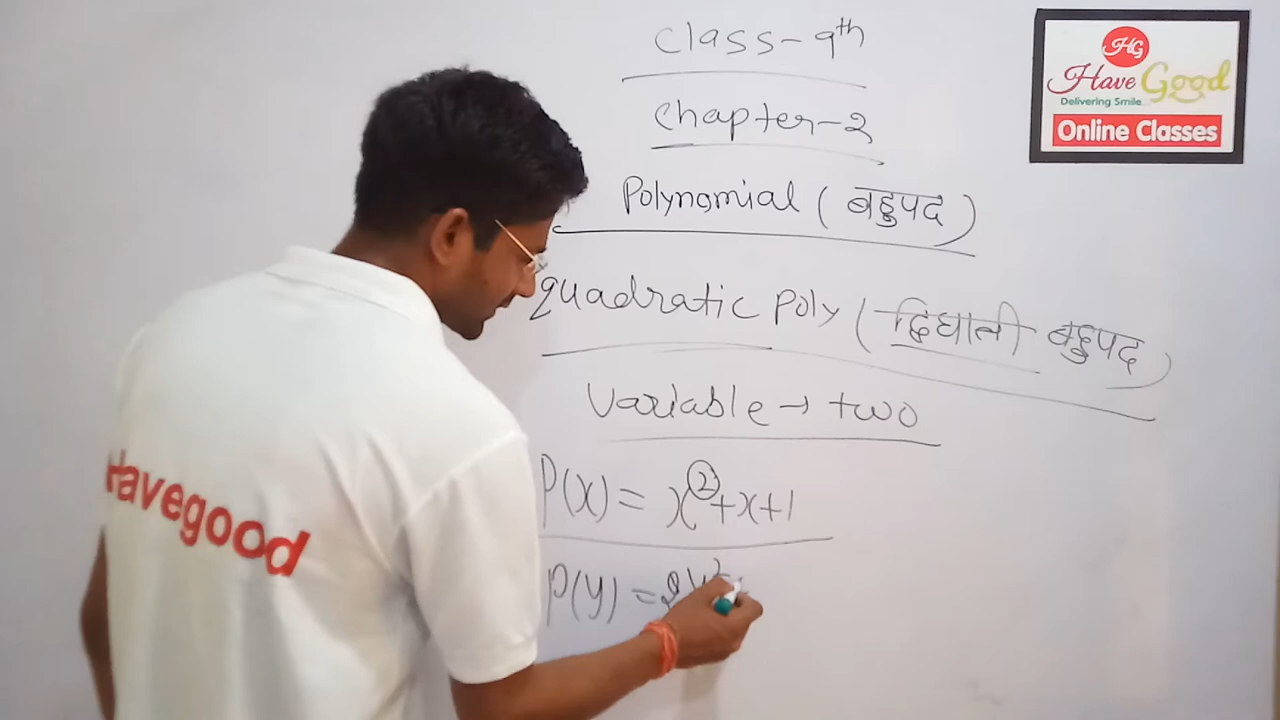 Class-9th
Chapter-2
Polynomial (बहुपद)
quadratic poly (द्विघाती बहुपद)
Variable → two
P(x) = x²+x+1
P(y) = 2y²
HG
Have Good
Delivering Smile
Online Classes
Havegood